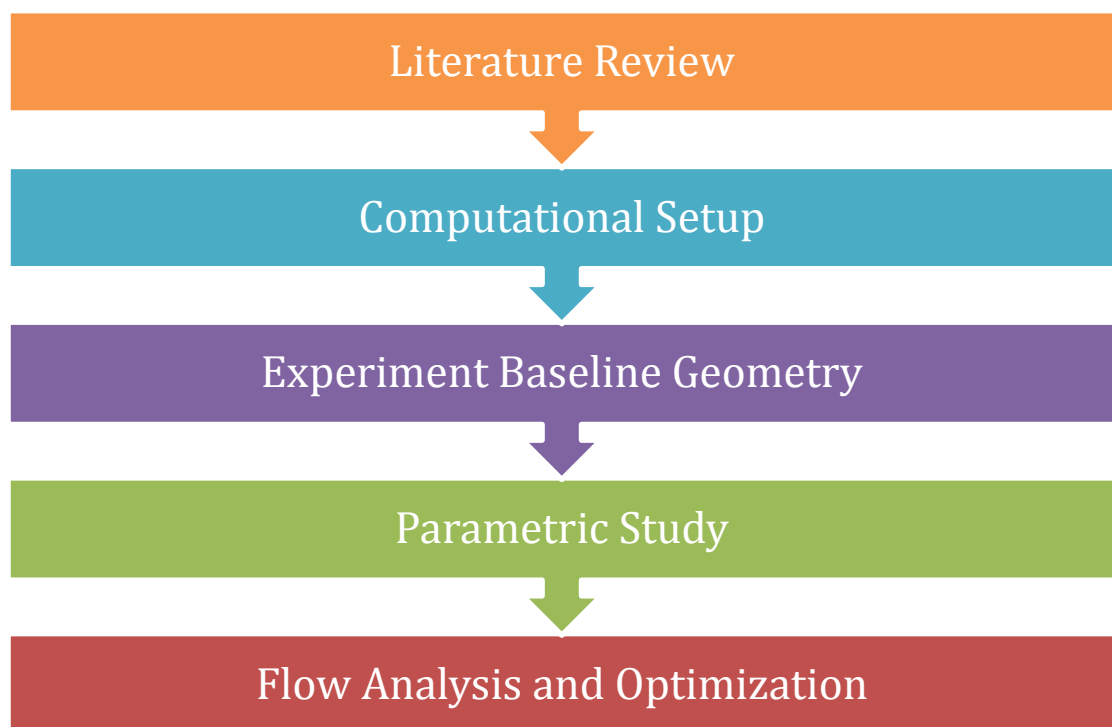 Literature Review
Computational Setup
Experiment Baseline Geometry
Parametric Study
Flow Analysis and Optimization